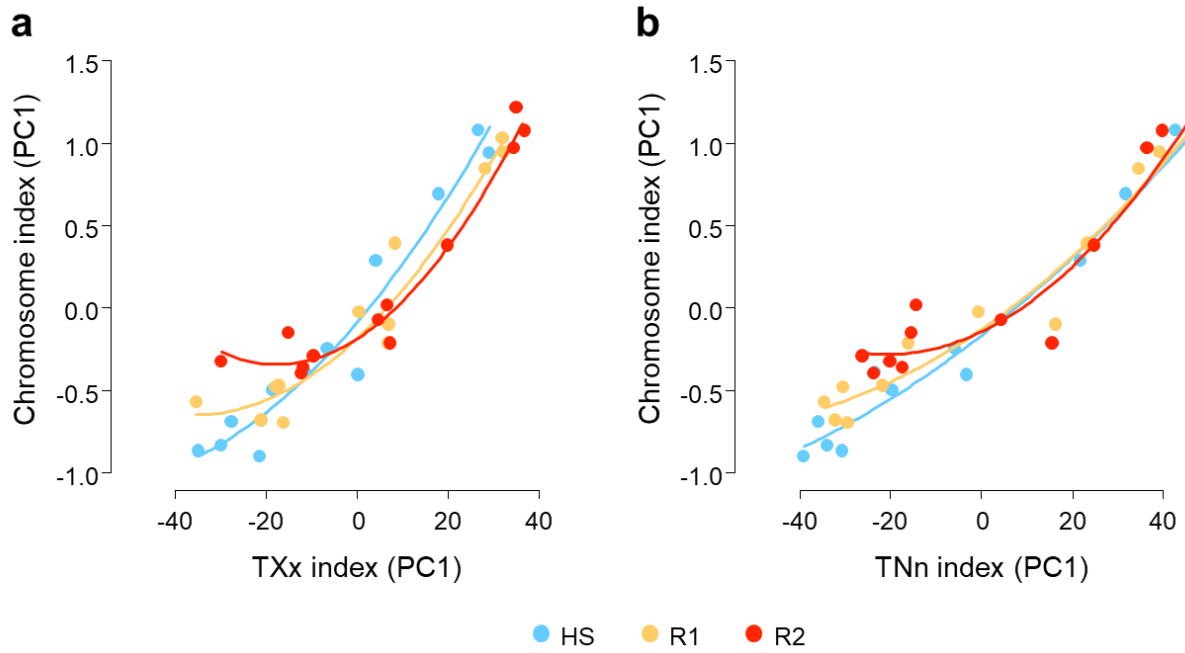 a
b
Chromosome index (PC1)
1.5
1.0
0.5
0.0
-0.5
-1.0
-40 -20 0 20 40
TXx index (PC1)
Chromosome index (PC1)
1.5
1.0
0.5
0.0
-0.5
-1.0
-40 -20 0 20 40
TNn index (PC1)
HS R1 R2